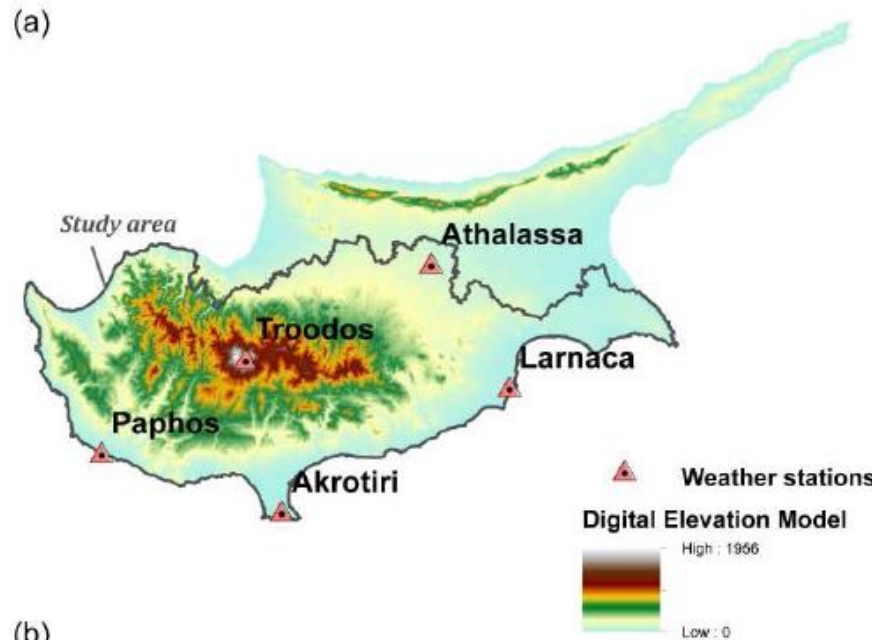 (a)
Study area
Athalassa
Troodos
Larnaca
Paphos
Akrotiri
Weather stations
Digital Elevation Model
High : 1956
Low : 0
(b)